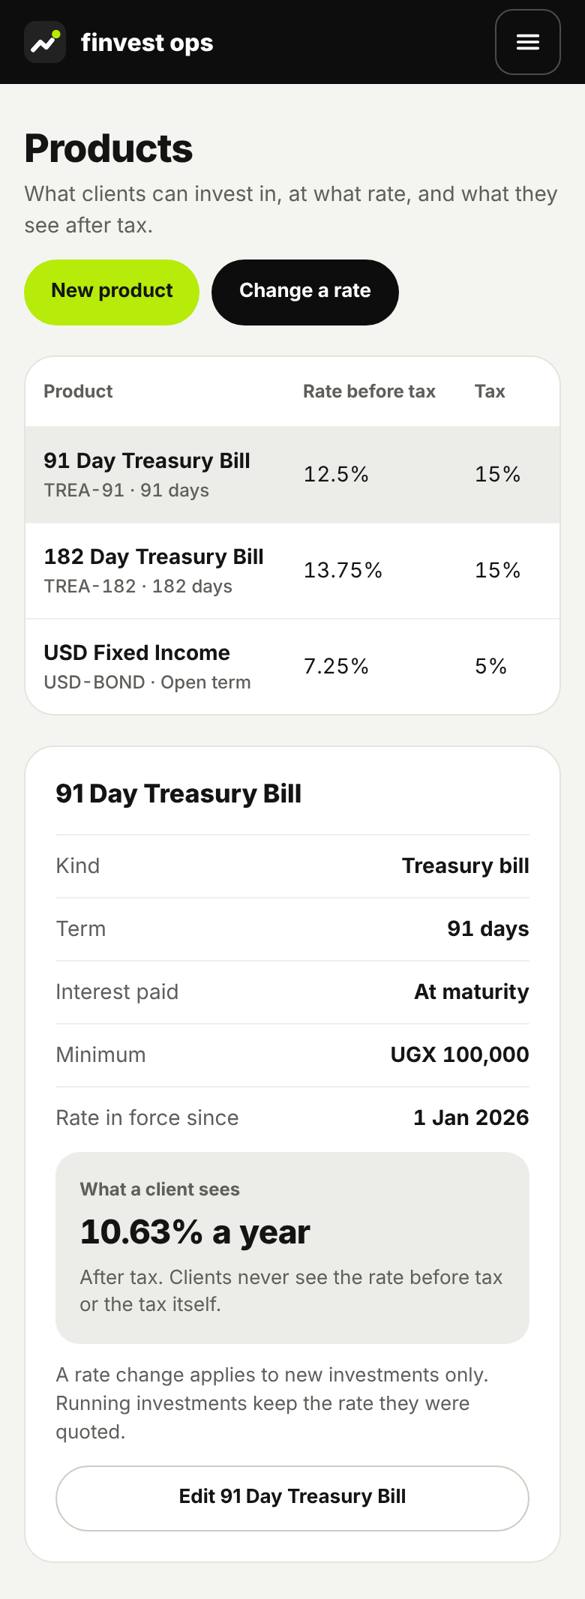 finvest ops
Products
What clients can invest in, at what rate, and what they
see after tax.
New product
Change a rate
Product Rate before tax Tax
91 Day Treasury Bill
TREA-91 · 91 days
12.5% 15%
182 Day Treasury Bill
TREA-182 · 182 days
13.75% 15%
USD Fixed Income
USD-BOND · Open term
7.25% 5%
91 Day Treasury Bill
Kind Treasury bill
Term 91 days
Interest paid At maturity
Minimum UGX 100,000
Rate in force since 1 Jan 2026
What a client sees
10.63% a year
After tax. Clients never see the rate before tax
or the tax itself.
A rate change applies to new investments only.
Running investments keep the rate they were
quoted.
Edit 91 Day Treasury Bill